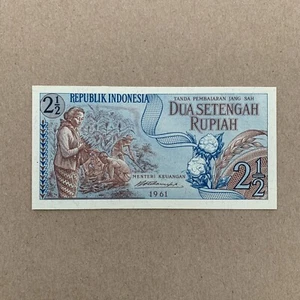 2½
REPUBLIK INDONESIA
TANDA PEMBAJARAN JANG SAH
DUA SETENGAH
RUPIAH
MENTERI KEUANGAN
1961
2½